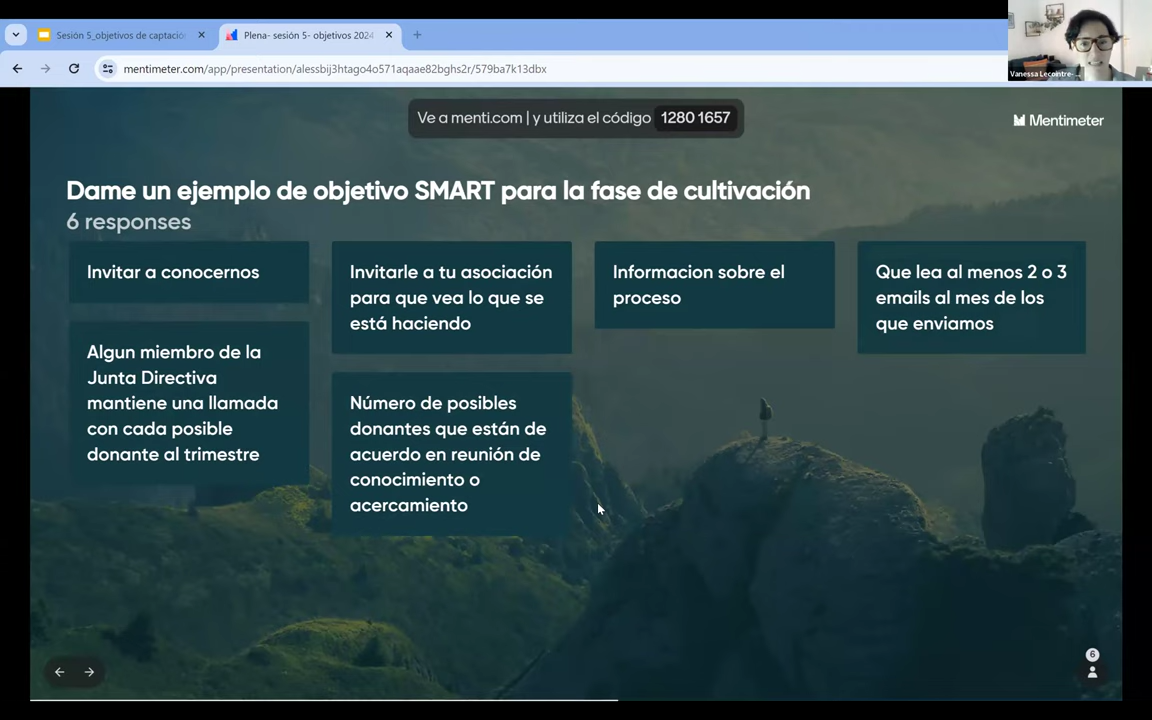 Sesión 5_objetivos de captació
Plena- sesión 5- objetivos 2024
mentimeter.com/app/presentation/alessbij3htago4o571aqaae82bghs2r/579ba7k13dbx
Vanessa Lecointre-
Ve a menti.com | y utiliza el código 1280 1657
Mentimeter
Dame un ejemplo de objetivo SMART para la fase de cultivación
6 responses
Invitar a conocernos
Algun miembro de la
Junta Directiva
mantiene una llamada
con cada posible
donante al trimestre
Invitarle a tu asociación
para que vea lo que se
está haciendo
Número de posibles
donantes que están de
acuerdo en reunión de
conocimiento o
acercamiento
Informacion sobre el
proceso
Que lea al menos 2 o 3
emails al mes de los
que enviamos
6